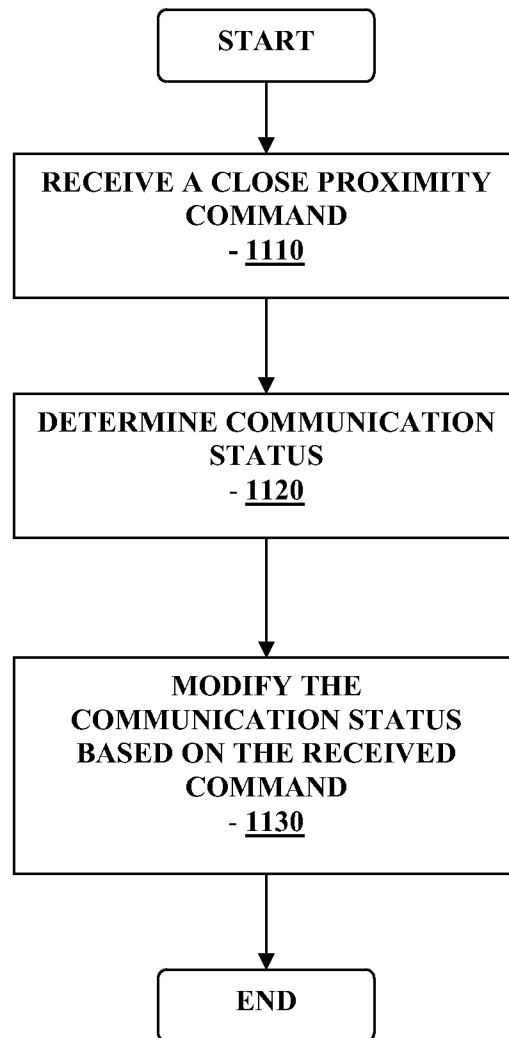 START
RECEIVE A CLOSE PROXIMITY
COMMAND
- 1110
DETERMINE COMMUNICATION
STATUS
- 1120
MODIFY THE
COMMUNICATION STATUS
BASED ON THE RECEIVED
COMMAND
- 1130
END